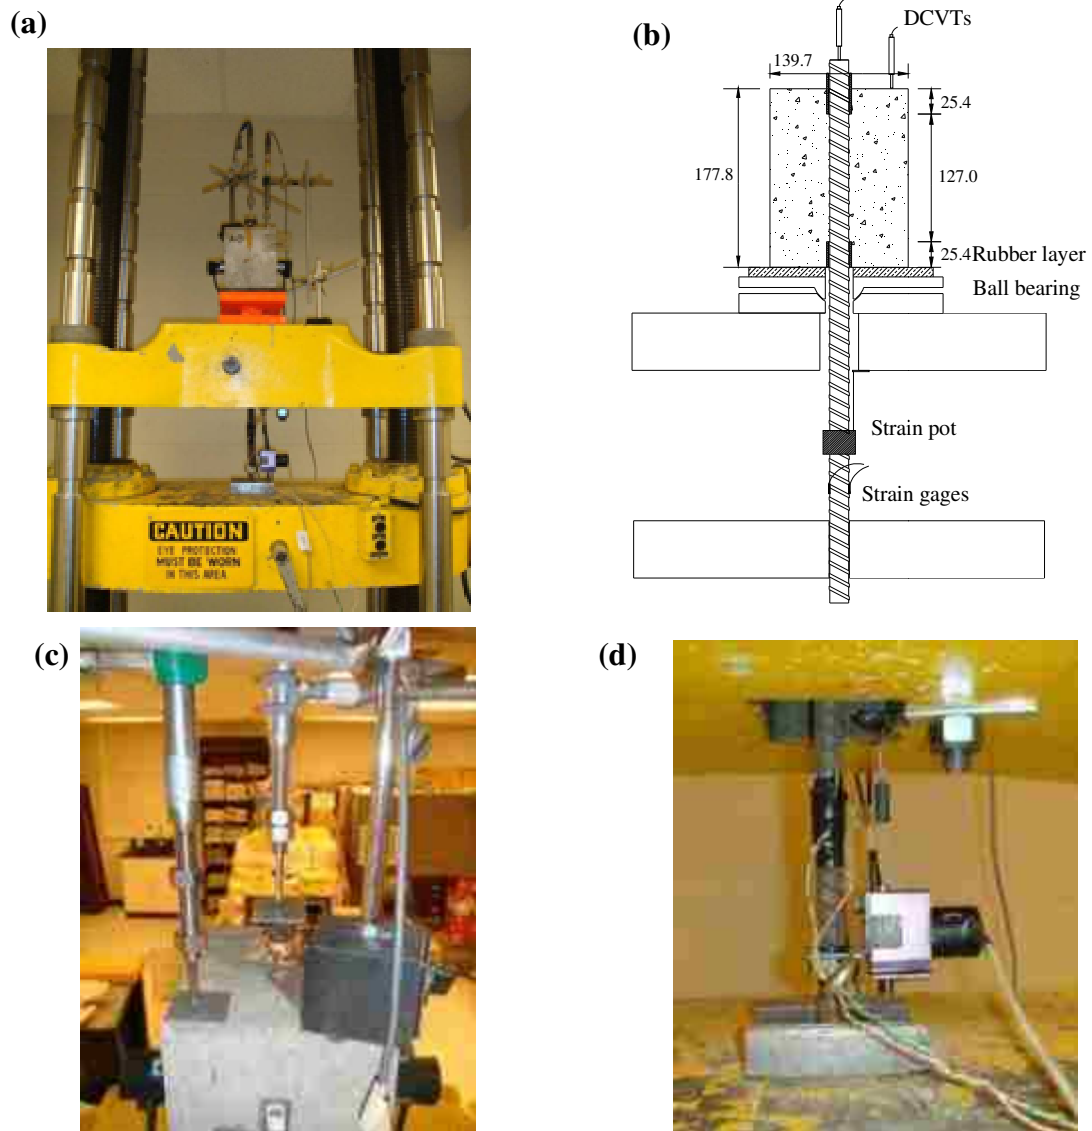 (a)
CAUTION
EYE PROTECTION
MUST BE WORN
IN THIS AREA
(b)
DCVTs
139.7
25.4
177.8
127.0
25.4
Rubber layer
Ball bearing
Strain pot
Strain gages
(c)
(d)